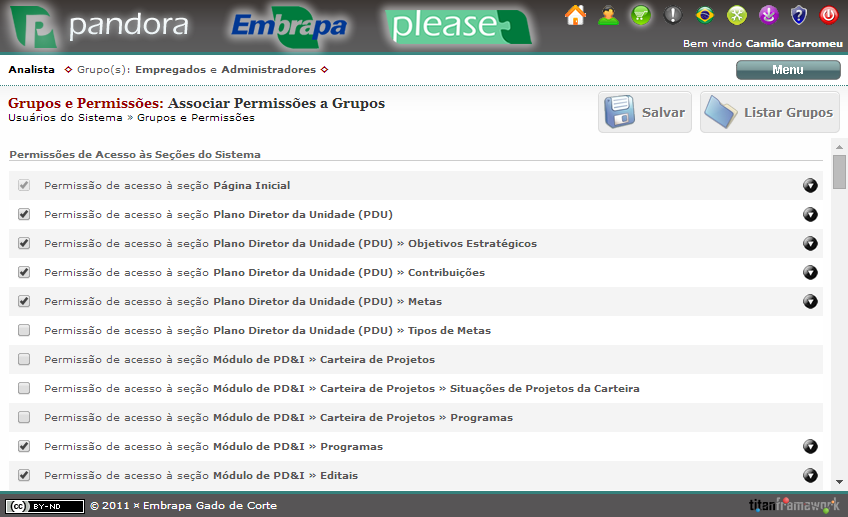 pandora Embrapa please
Bem vindo Camilo Carromeu
Analista Grupo(s): Empregados e Administradores
Menu
Grupos e Permissões: Associar Permissões a Grupos
Usuários do Sistema » Grupos e Permissões
Salvar
Listar Grupos
Permissões de Acesso às Seções do Sistema
Permissão de acesso à seção Página Inicial
Permissão de acesso à seção Plano Diretor da Unidade (PDU)
Permissão de acesso à seção Plano Diretor da Unidade (PDU) » Objetivos Estratégicos
Permissão de acesso à seção Plano Diretor da Unidade (PDU) » Contribuições
Permissão de acesso à seção Plano Diretor da Unidade (PDU) » Metas
Permissão de acesso à seção Plano Diretor da Unidade (PDU) » Tipos de Metas
Permissão de acesso à seção Módulo de PD&I » Carteira de Projetos
Permissão de acesso à seção Módulo de PD&I » Carteira de Projetos » Situações de Projetos da Carteira
Permissão de acesso à seção Módulo de PD&I » Carteira de Projetos » Programas
Permissão de acesso à seção Módulo de PD&I » Programas
Permissão de acesso à seção Módulo de PD&I » Editais
(cc) BY-ND © 2011 ¤ Embrapa Gado de Corte
titanframework